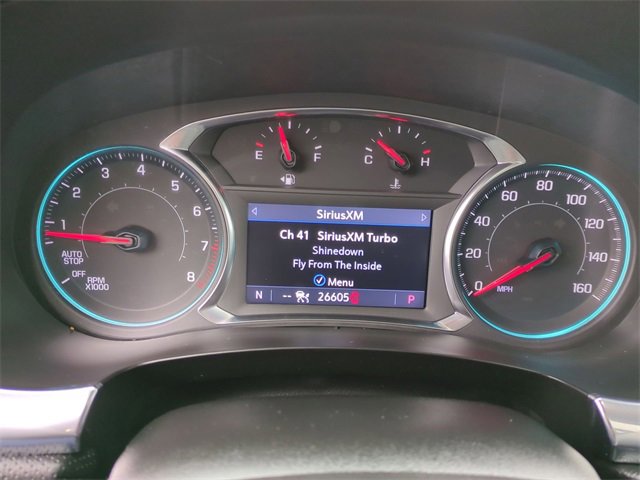 E F
C H
1 2 3 4 5 6 7 8
AUTO
STOP
OFF
RPM
X1000
SiriusXM
Ch 41 SiriusXM Turbo
Shinedown
Fly From The Inside
Menu
N -- 26605 P
0 20 40 60 80 100 120 140 160
MPH